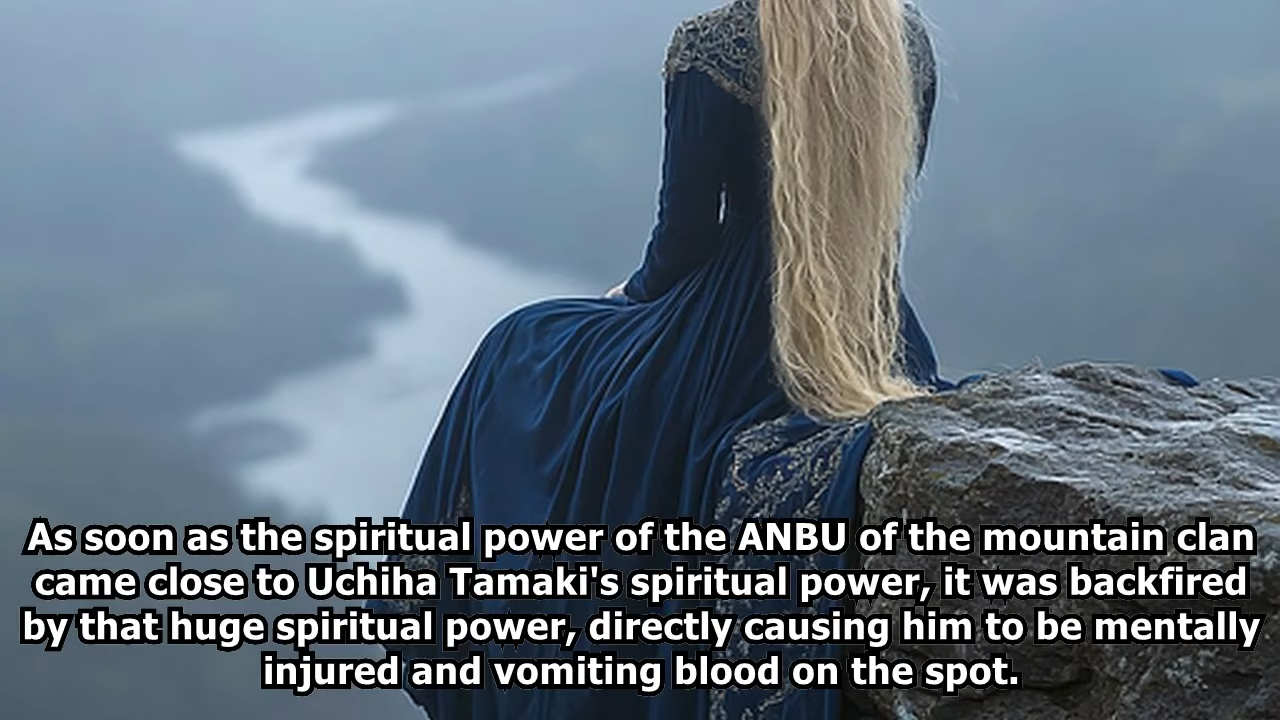 As soon as the spiritual power of the ANBU of the mountain clan
came close to Uchiha Tamaki's spiritual power, it was backfired
by that huge spiritual power, directly causing him to be mentally
injured and vomiting blood on the spot.